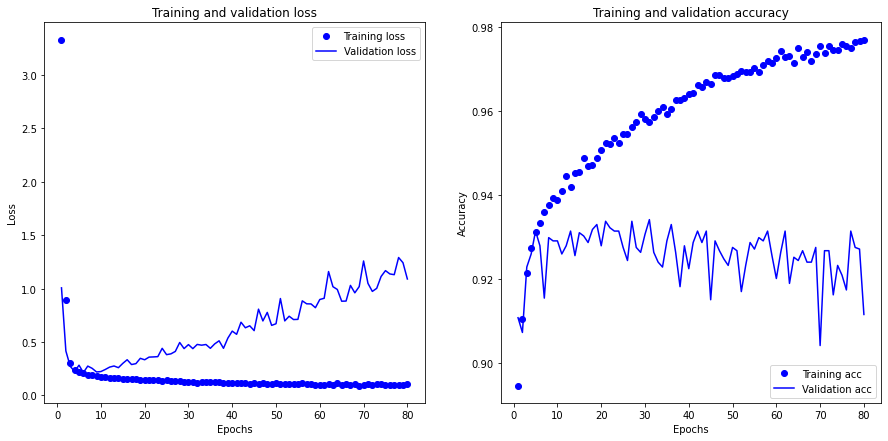 Training and validation loss
Training loss
Validation loss
3.0
2.5
2.0
1.5
1.0
0.5
0.0
Loss
0 10 20 30 40 50 60 70 80
Epochs
Training and validation accuracy
0.98
0.96
0.94
0.92
0.90
Accuracy
Training acc
Validation acc
0 10 20 30 40 50 60 70 80
Epochs